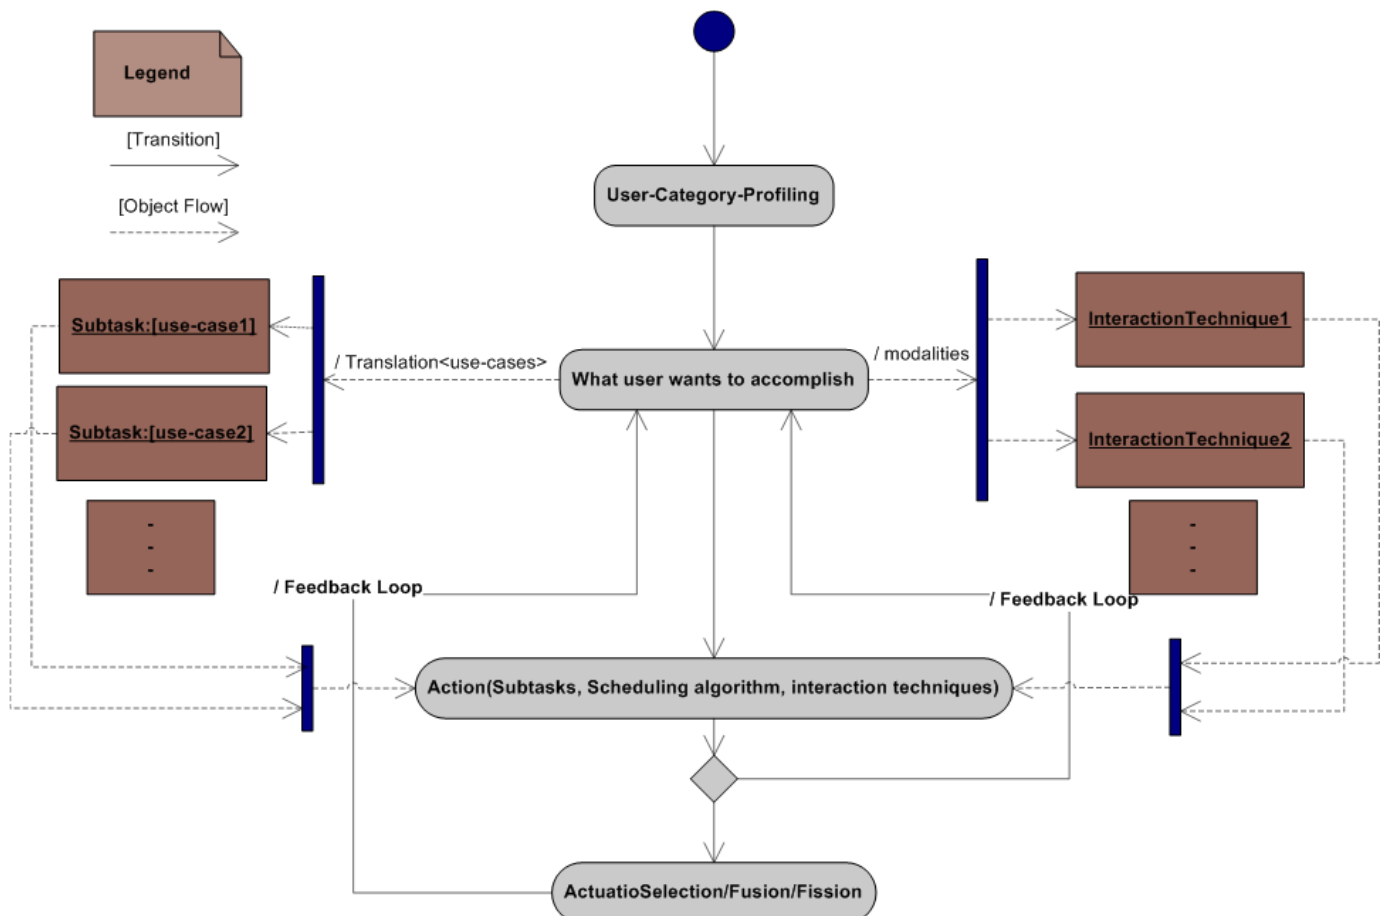 Legend
[Transition]
[Object Flow]
User-Category-Profiling
Subtask:[use-case1]
/ Translation<use-cases>
What user wants to accomplish
/ modalities
InteractionTechnique1
Subtask:[use-case2]
InteractionTechnique2
-
-
-
-
-
-
/ Feedback Loop
/ Feedback Loop
Action(Subtasks, Scheduling algorithm, interaction techniques)
ActuatioSelection/Fusion/Fission